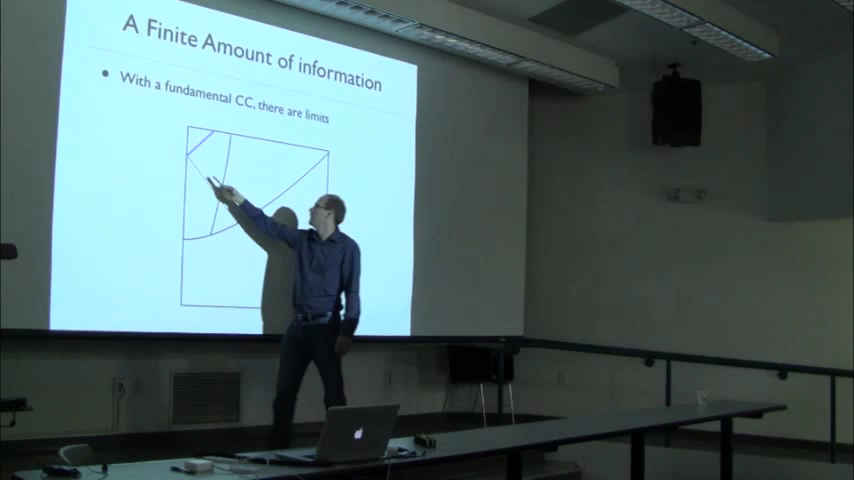 A Finite Amount of information
With a fundamental CC, there are limits